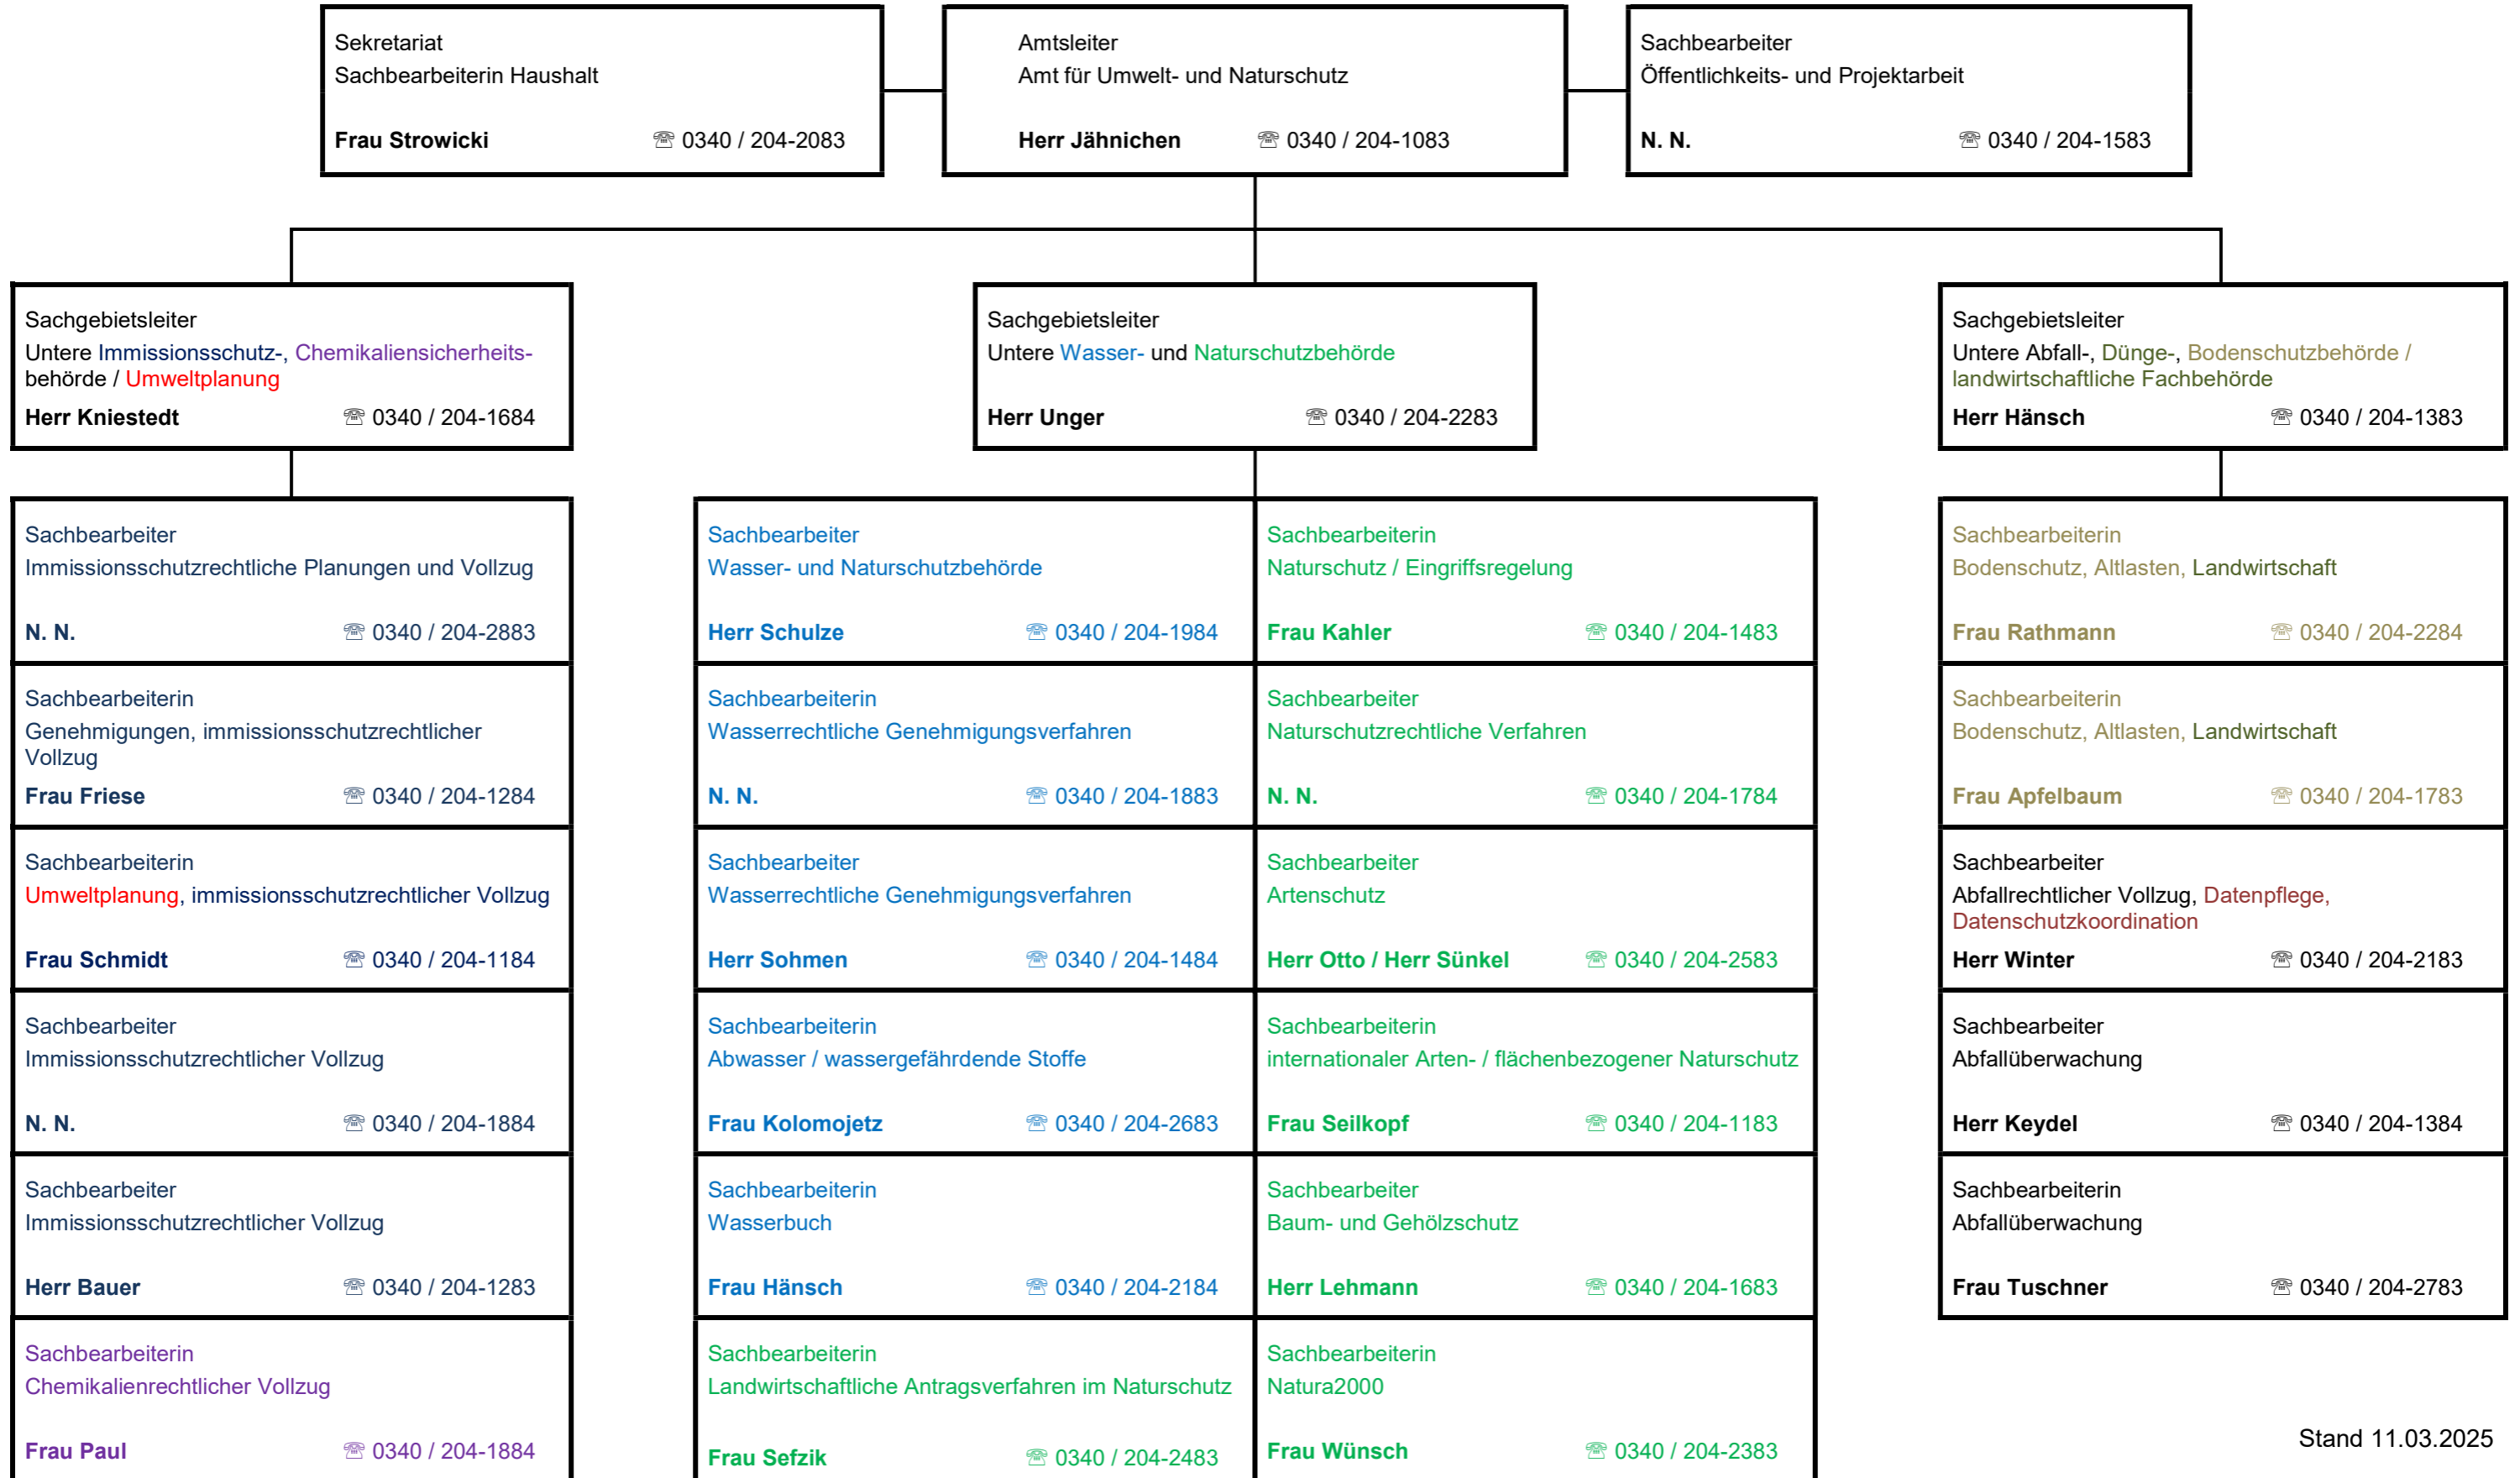 Sekretariat
Sachbearbeiterin Haushalt
Frau Strowicki ☏ 0340 / 204-2083
Amtsleiter
Amt für Umwelt- und Naturschutz
Herr Jähnichen ☏ 0340 / 204-1083
Sachbearbeiter
Öffentlichkeits- und Projektarbeit
N. N. ☏ 0340 / 204-1583
Sachgebietsleiter
Untere Immissionsschutz-, Chemikaliensicherheits-
behörde / Umweltplanung
Herr Kniestedt ☏ 0340 / 204-1684
Sachgebietsleiter
Untere Wasser- und Naturschutzbehörde
Herr Unger ☏ 0340 / 204-2283
Sachgebietsleiter
Untere Abfall-, Dünge-, Bodenschutzbehörde /
landwirtschaftliche Fachbehörde
Herr Hänsch ☏ 0340 / 204-1383
Sachbearbeiter
Immissionsschutzrechtliche Planungen und Vollzug
N. N. ☏ 0340 / 204-2883
Sachbearbeiterin
Genehmigungen, immissionsschutzrechtlicher
Vollzug
Frau Friese ☏ 0340 / 204-1284
Sachbearbeiterin
Umweltplanung, immissionsschutzrechtlicher Vollzug
Frau Schmidt ☏ 0340 / 204-1184
Sachbearbeiter
Immissionsschutzrechtlicher Vollzug
N. N. ☏ 0340 / 204-1884
Sachbearbeiter
Immissionsschutzrechtlicher Vollzug
Herr Bauer ☏ 0340 / 204-1283
Sachbearbeiterin
Chemikalienrechtlicher Vollzug
Frau Paul ☏ 0340 / 204-1884
Sachbearbeiter
Wasser- und Naturschutzbehörde
Herr Schulze ☏ 0340 / 204-1984
Sachbearbeiterin
Wasserrechtliche Genehmigungsverfahren
N. N. ☏ 0340 / 204-1883
Sachbearbeiter
Wasserrechtliche Genehmigungsverfahren
Herr Sohmen ☏ 0340 / 204-1484
Sachbearbeiterin
Abwasser / wassergefährdende Stoffe
Frau Kolomojetz ☏ 0340 / 204-2683
Sachbearbeiterin
Wasserbuch
Frau Hänsch ☏ 0340 / 204-2184
Sachbearbeiterin
Landwirtschaftliche Antragsverfahren im Naturschutz
Frau Sefzik ☏ 0340 / 204-2483
Sachbearbeiterin
Naturschutz / Eingriffsregelung
Frau Kahler ☏ 0340 / 204-1483
Sachbearbeiter
Naturschutzrechtliche Verfahren
N. N. ☏ 0340 / 204-1784
Sachbearbeiter
Artenschutz
Herr Otto / Herr Sünkel ☏ 0340 / 204-2583
Sachbearbeiterin
internationaler Arten- / flächenbezogener Naturschutz
Frau Seilkopf ☏ 0340 / 204-1183
Sachbearbeiter
Baum- und Gehölzschutz
Herr Lehmann ☏ 0340 / 204-1683
Sachbearbeiterin
Natura2000
Frau Wünsch ☏ 0340 / 204-2383
Sachbearbeiterin
Bodenschutz, Altlasten, Landwirtschaft
Frau Rathmann ☏ 0340 / 204-2284
Sachbearbeiterin
Bodenschutz, Altlasten, Landwirtschaft
Frau Apfelbaum ☏ 0340 / 204-1783
Sachbearbeiter
Abfallrechtlicher Vollzug, Datenpflege,
Datenschutzkoordination
Herr Winter ☏ 0340 / 204-2183
Sachbearbeiter
Abfallüberwachung
Herr Keydel ☏ 0340 / 204-1384
Sachbearbeiterin
Abfallüberwachung
Frau Tuschner ☏ 0340 / 204-2783
Stand 11.03.2025